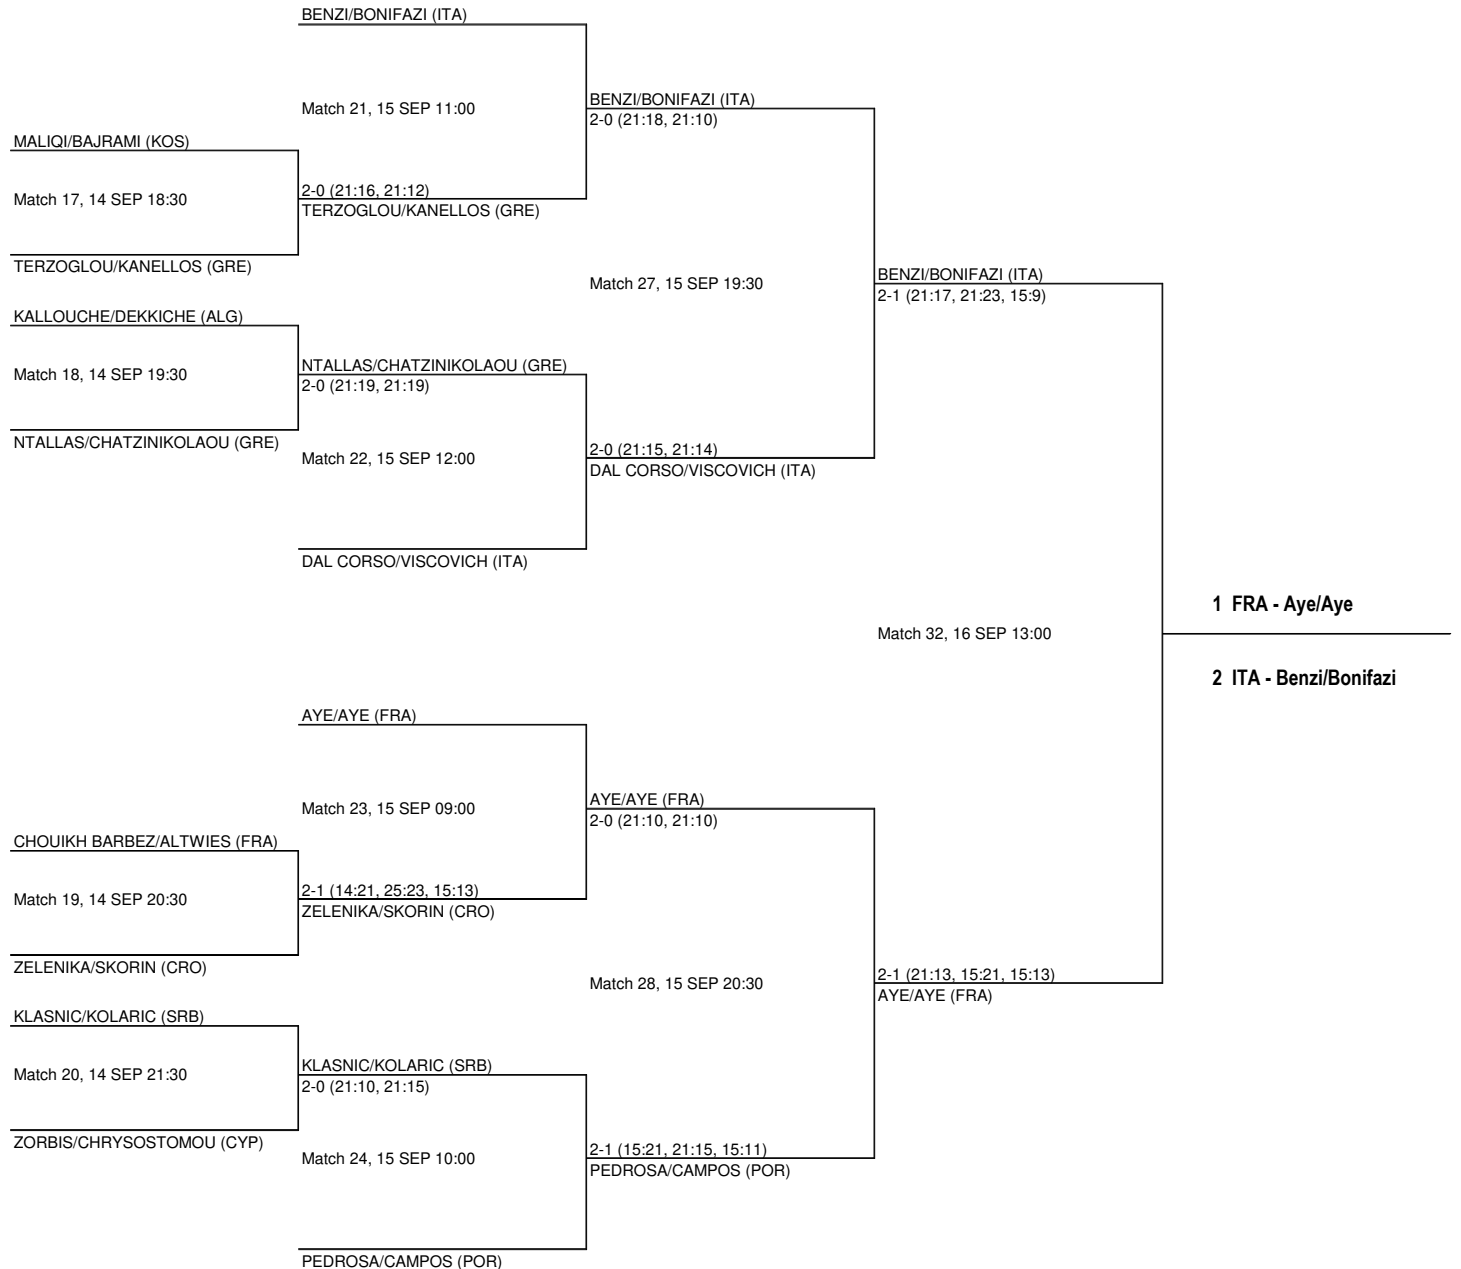 BENZI/BONIFAZI (ITA)
Match 21, 15 SEP 11:00
BENZI/BONIFAZI (ITA)
2-0 (21:18, 21:10)
MALIQI/BAJRAMI (KOS)
Match 17, 14 SEP 18:30
2-0 (21:16, 21:12)
TERZOGLOU/KANELLOS (GRE)
TERZOGLOU/KANELLOS (GRE)
Match 27, 15 SEP 19:30
BENZI/BONIFAZI (ITA)
2-1 (21:17, 21:23, 15:9)
KALLOUCHE/DEKKICHE (ALG)
Match 18, 14 SEP 19:30
NTALLAS/CHATZINIKOLAOU (GRE)
2-0 (21:19, 21:19)
NTALLAS/CHATZINIKOLAOU (GRE)
Match 22, 15 SEP 12:00
2-0 (21:15, 21:14)
DAL CORSO/VISCOVICH (ITA)
DAL CORSO/VISCOVICH (ITA)
1 FRA - Aye/Aye
Match 32, 16 SEP 13:00
2 ITA - Benzi/Bonifazi
AYE/AYE (FRA)
Match 23, 15 SEP 09:00
AYE/AYE (FRA)
2-0 (21:10, 21:10)
CHOUIKH BARBEZ/ALTWIES (FRA)
Match 19, 14 SEP 20:30
2-1 (14:21, 25:23, 15:13)
ZELENIKA/SKORIN (CRO)
ZELENIKA/SKORIN (CRO)
Match 28, 15 SEP 20:30
2-1 (21:13, 15:21, 15:13)
AYE/AYE (FRA)
KLASNIC/KOLARIC (SRB)
Match 20, 14 SEP 21:30
KLASNIC/KOLARIC (SRB)
2-0 (21:10, 21:15)
ZORBIS/CHRYSOSTOMOU (CYP)
Match 24, 15 SEP 10:00
2-1 (15:21, 21:15, 15:11)
PEDROSA/CAMPOS (POR)
PEDROSA/CAMPOS (POR)